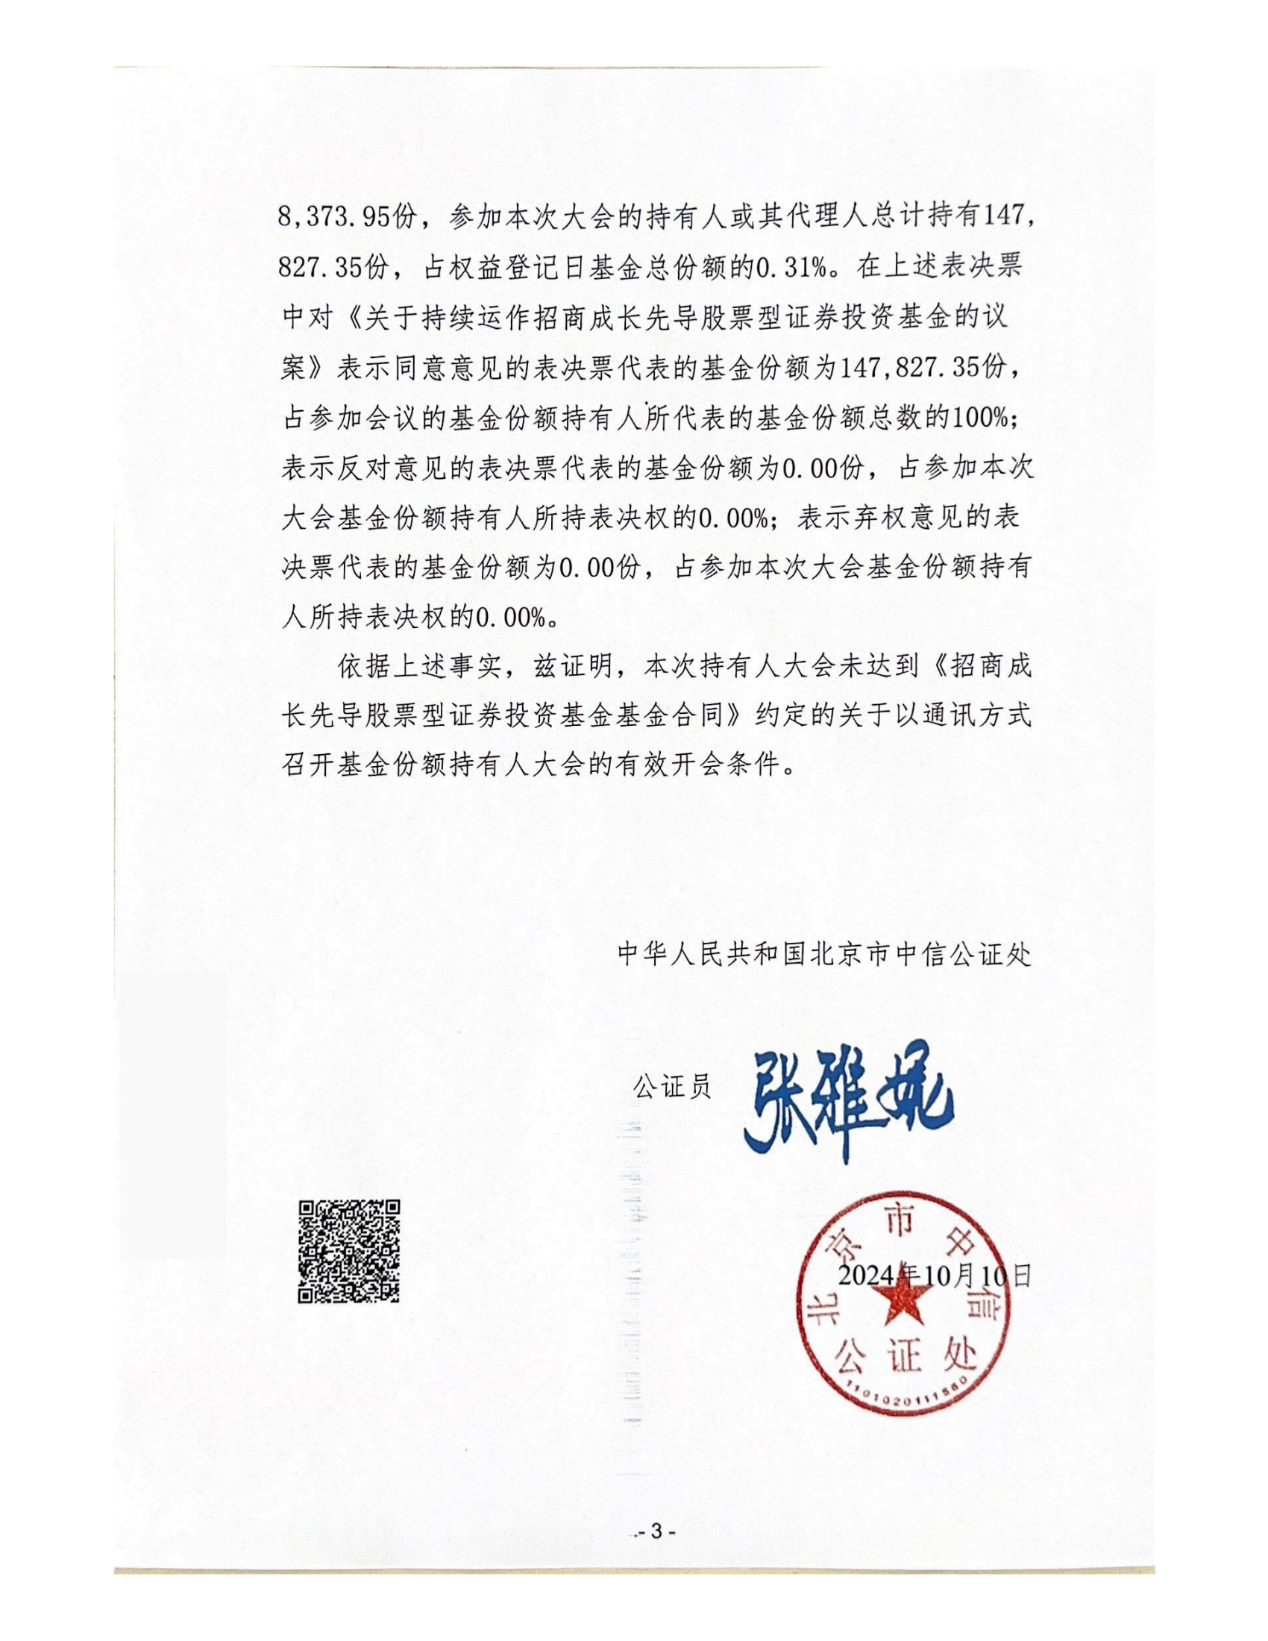 8,373.95份，参加本次大会的持有人或其代理人总计持有147,
827.35份，占权益登记日基金总份额的0.31%。在上述表决票
中对《关于持续运作招商成长先导股票型证券投资基金的议
案》表示同意意见的表决票代表的基金份额为147,827.35份，
占参加会议的基金份额持有人所代表的基金份额总数的100%；
表示反对意见的表决票代表的基金份额为0.00份，占参加本次
大会基金份额持有人所持表决权的0.00%；表示弃权意见的表
决票代表的基金份额为0.00份，占参加本次大会基金份额持有
人所持表决权的0.00%。
依据上述事实，兹证明，本次持有人大会未达到《招商成
长先导股票型证券投资基金基金合同》约定的关于以通讯方式
召开基金份额持有人大会的有效开会条件。
中华人民共和国北京市中信公证处
公证员 张雅妮
北京市中信
2024年10月10日
公证处
1101020111560
- 3 -